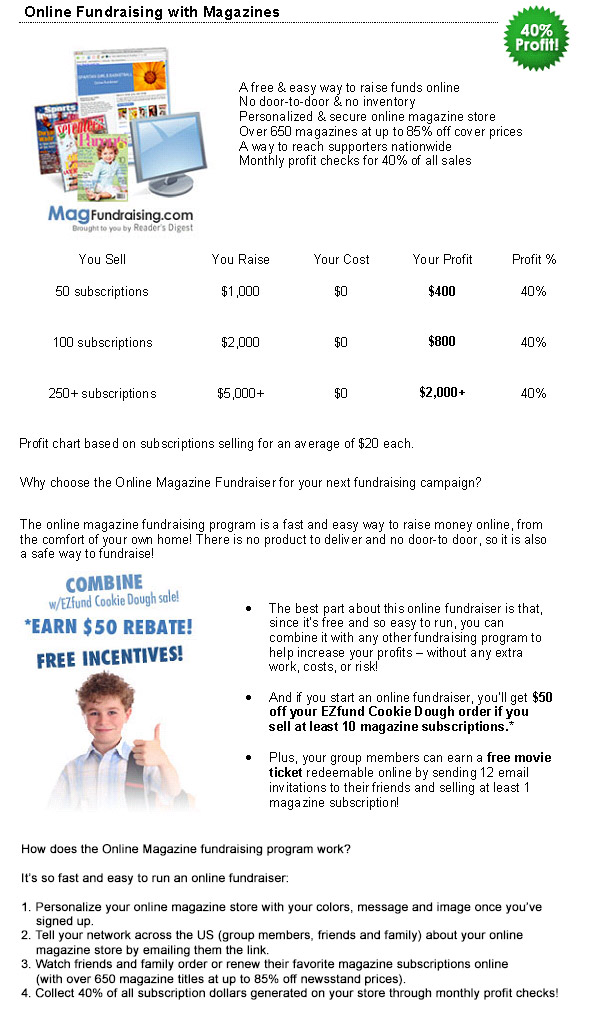 Online Fundraising with Magazines
40%
Profit!
SPARTAN GIRLS BASKETBALL
Sports
seventeen
Parents
A free & easy way to raise funds online
No door-to-door & no inventory
Personalized & secure online magazine store
Over 650 magazines at up to 85% off cover prices
A way to reach supporters nationwide
Monthly profit checks for 40% of all sales
MagFundraising.com
Brought to you by Reader's Digest
You Sell You Raise Your Cost Your Profit Profit %
50 subscriptions $1,000 $0 $400 40%
100 subscriptions $2,000 $0 $800 40%
250+ subscriptions $5,000+ $0 $2,000+ 40%
Profit chart based on subscriptions selling for an average of $20 each.
Why choose the Online Magazine Fundraiser for your next fundraising campaign?
The online magazine fundraising program is a fast and easy way to raise money online, from
the comfort of your own home! There is no product to deliver and no door-to door, so it is also
a safe way to fundraise!
COMBINE
w/EZfund Cookie Dough sale!
*EARN $50 REBATE!
FREE INCENTIVES!
• The best part about this online fundraiser is that,
since it's free and so easy to run, you can
combine it with any other fundraising program to
help increase your profits – without any extra
work, costs, or risk!
• And if you start an online fundraiser, you'll get $50
off your EZfund Cookie Dough order if you
sell at least 10 magazine subscriptions.*
• Plus, your group members can earn a free movie
ticket redeemable online by sending 12 email
invitations to their friends and selling at least 1
magazine subscription!
How does the Online Magazine fundraising program work?
It's so fast and easy to run an online fundraiser:
1. Personalize your online magazine store with your colors, message and image once you've
signed up.
2. Tell your network across the US (group members, friends and family) about your online
magazine store by emailing them the link.
3. Watch friends and family order or renew their favorite magazine subscriptions online
(with over 650 magazine titles at up to 85% off newsstand prices).
4. Collect 40% of all subscription dollars generated on your store through monthly profit checks!